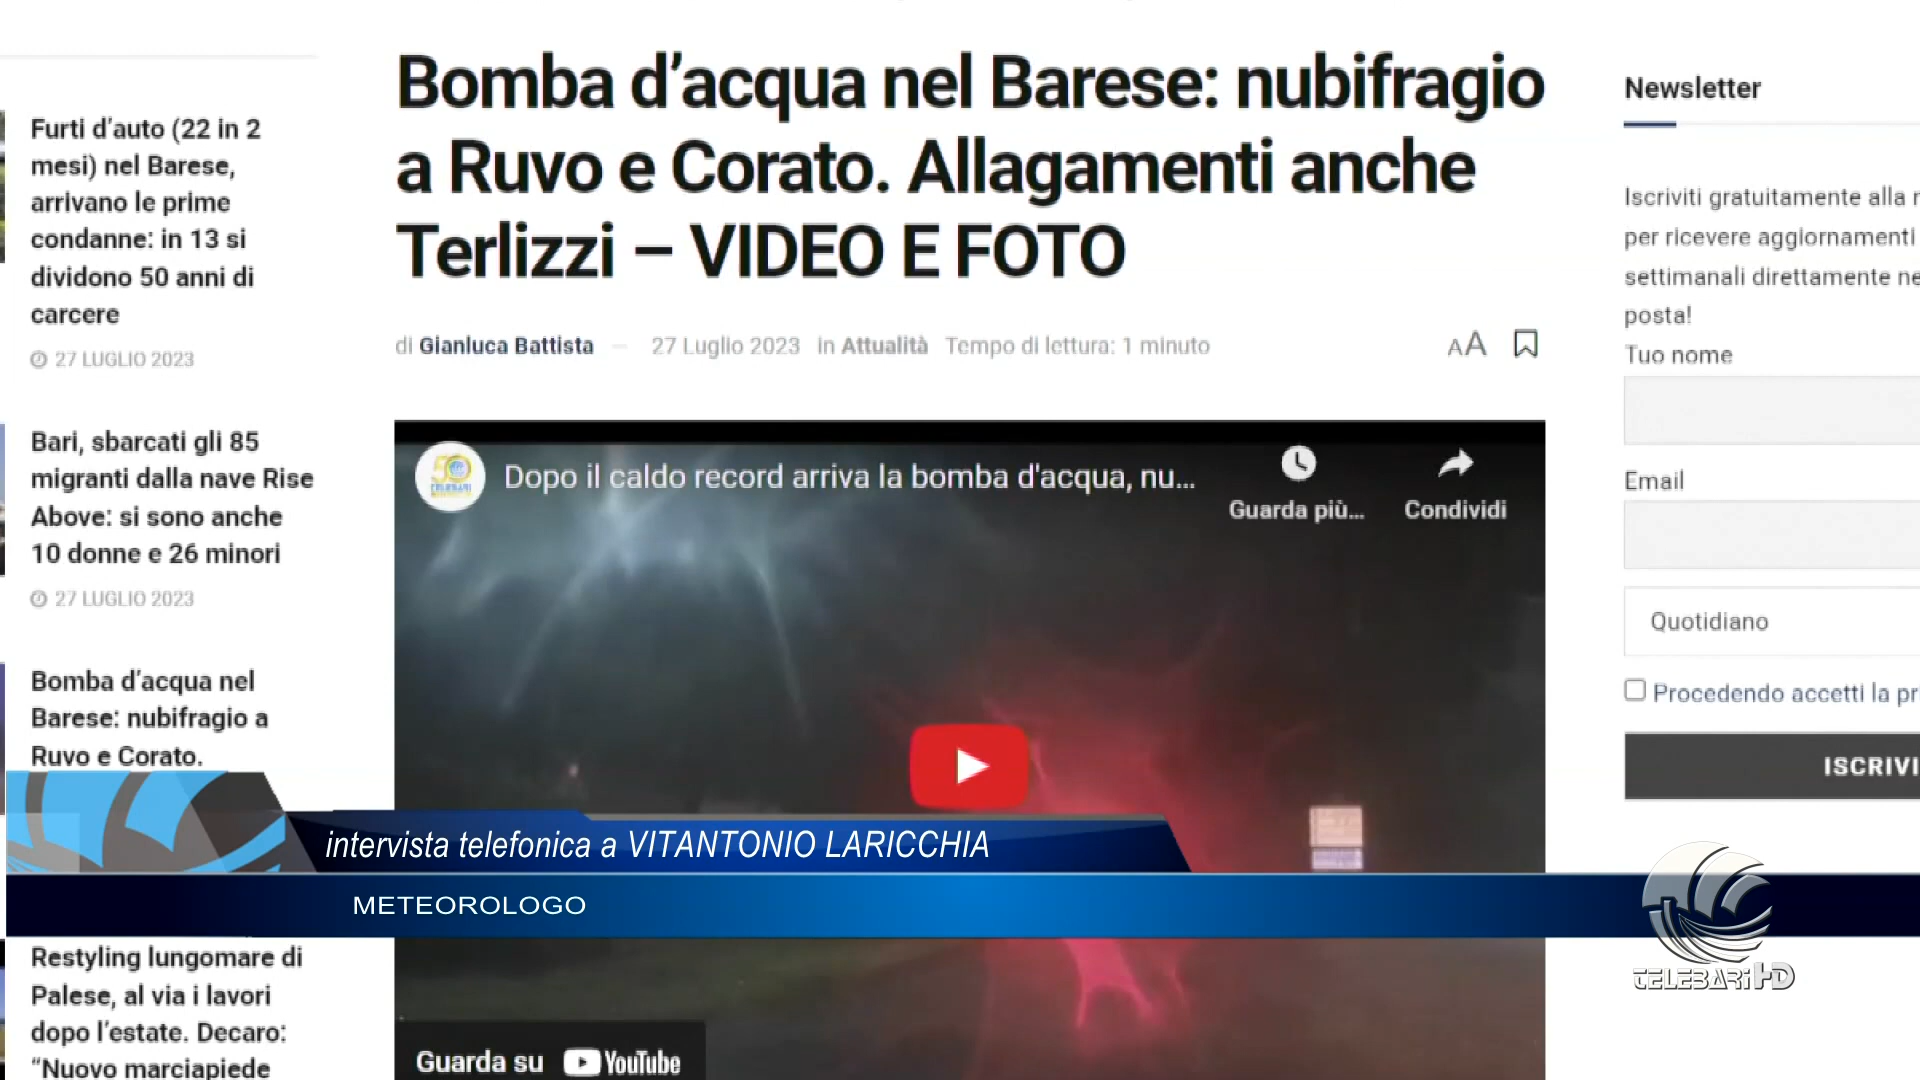 Furti d’auto (22 in 2
mesi) nel Barese,
arrivano le prime
condanne: in 13 si
dividono 50 anni di
carcere
27 LUGLIO 2023
Bari, sbarcati gli 85
migranti dalla nave Rise
Above: si sono anche
10 donne e 26 minori
27 LUGLIO 2023
Bomba d’acqua nel
Barese: nubifragio a
Ruvo e Corato.
Restyling lungomare di
Palese, al via i lavori
dopo l’estate. Decaro:
“Nuovo marciapiede
Bomba d’acqua nel Barese: nubifragio
a Ruvo e Corato. Allagamenti anche
Terlizzi – VIDEO E FOTO
di Gianluca Battista — 27 Luglio 2023 in Attualità Tempo di lettura: 1 minuto
AA
50
TELEBARI
Dopo il caldo record arriva la bomba d'acqua, nu...
Guarda più...
Condividi
Guarda su YouTube
Newsletter
Iscriviti gratuitamente alla
per ricevere aggiornamenti
settimanali direttamente
posta!
Tuo nome
Email
Quotidiano
Procedendo accetti la
ISCRIVI
intervista telefonica a VITANTONIO LARICCHIA
METEOROLOGO
TELEBARI HD